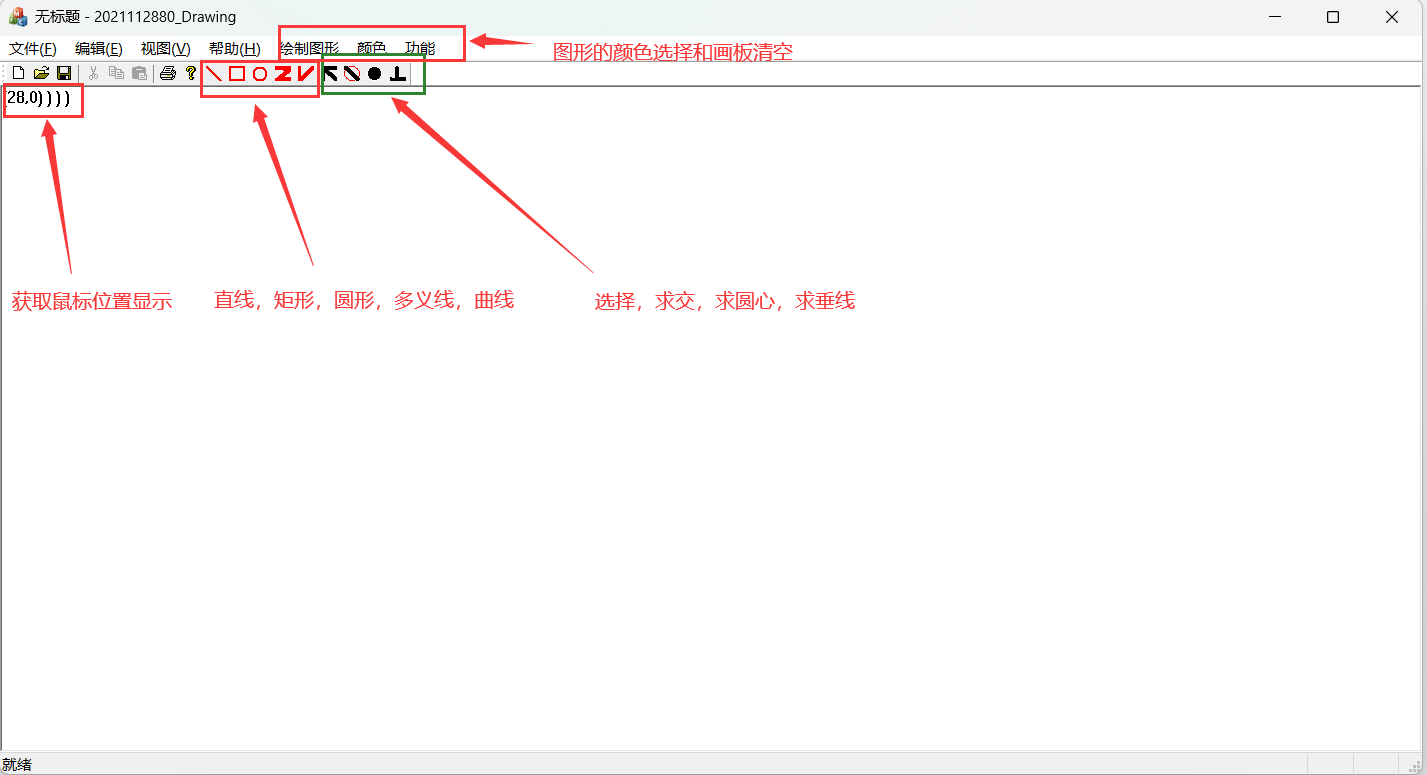 无标题 - 2021112880_Drawing
文件(F) 编辑(E) 视图(V) 帮助(H) 绘制图形 颜色 功能
图形的颜色选择和画板清空
28,0))))
获取鼠标位置显示
直线，矩形，圆形，多义线，曲线
选择，求交，求圆心，求垂线
就绪